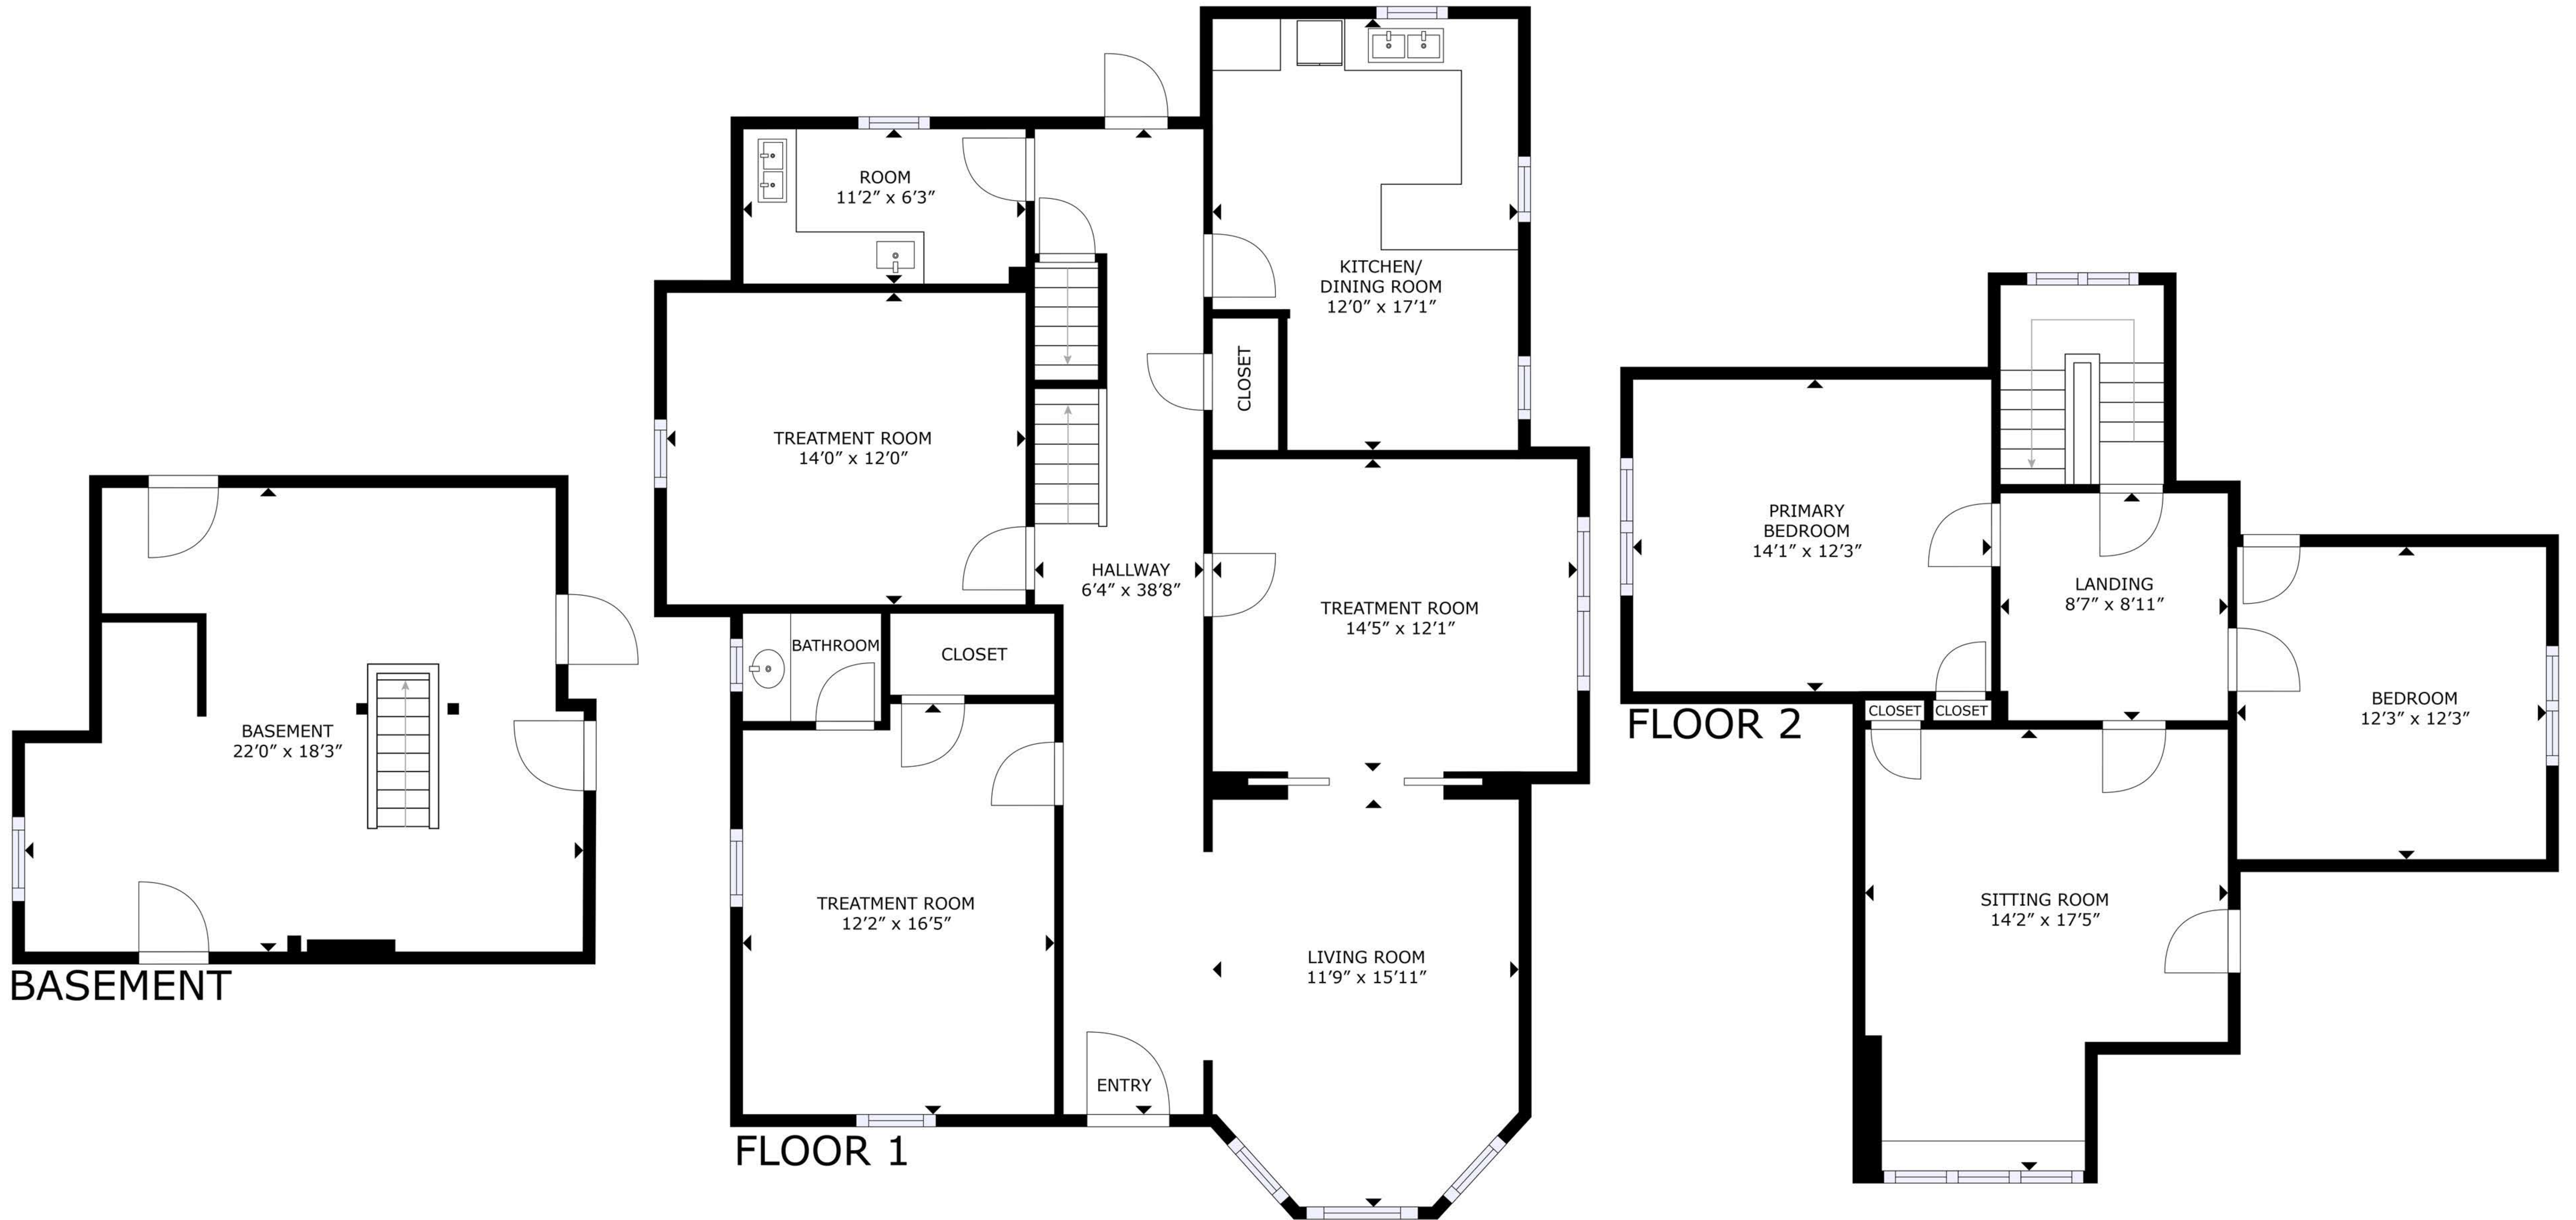 BASEMENT
22'0" x 18'3"
BASEMENT
ROOM
11'2" x 6'3"
KITCHEN/
DINING ROOM
12'0" x 17'1"
CLOSET
TREATMENT ROOM
14'0" x 12'0"
HALLWAY
6'4" x 38'8"
TREATMENT ROOM
14'5" x 12'1"
BATHROOM
CLOSET
TREATMENT ROOM
12'2" x 16'5"
LIVING ROOM
11'9" x 15'11"
ENTRY
FLOOR 1
PRIMARY
BEDROOM
14'1" x 12'3"
LANDING
8'7" x 8'11"
BEDROOM
12'3" x 12'3"
CLOSET
CLOSET
FLOOR 2
SITTING ROOM
14'2" x 17'5"